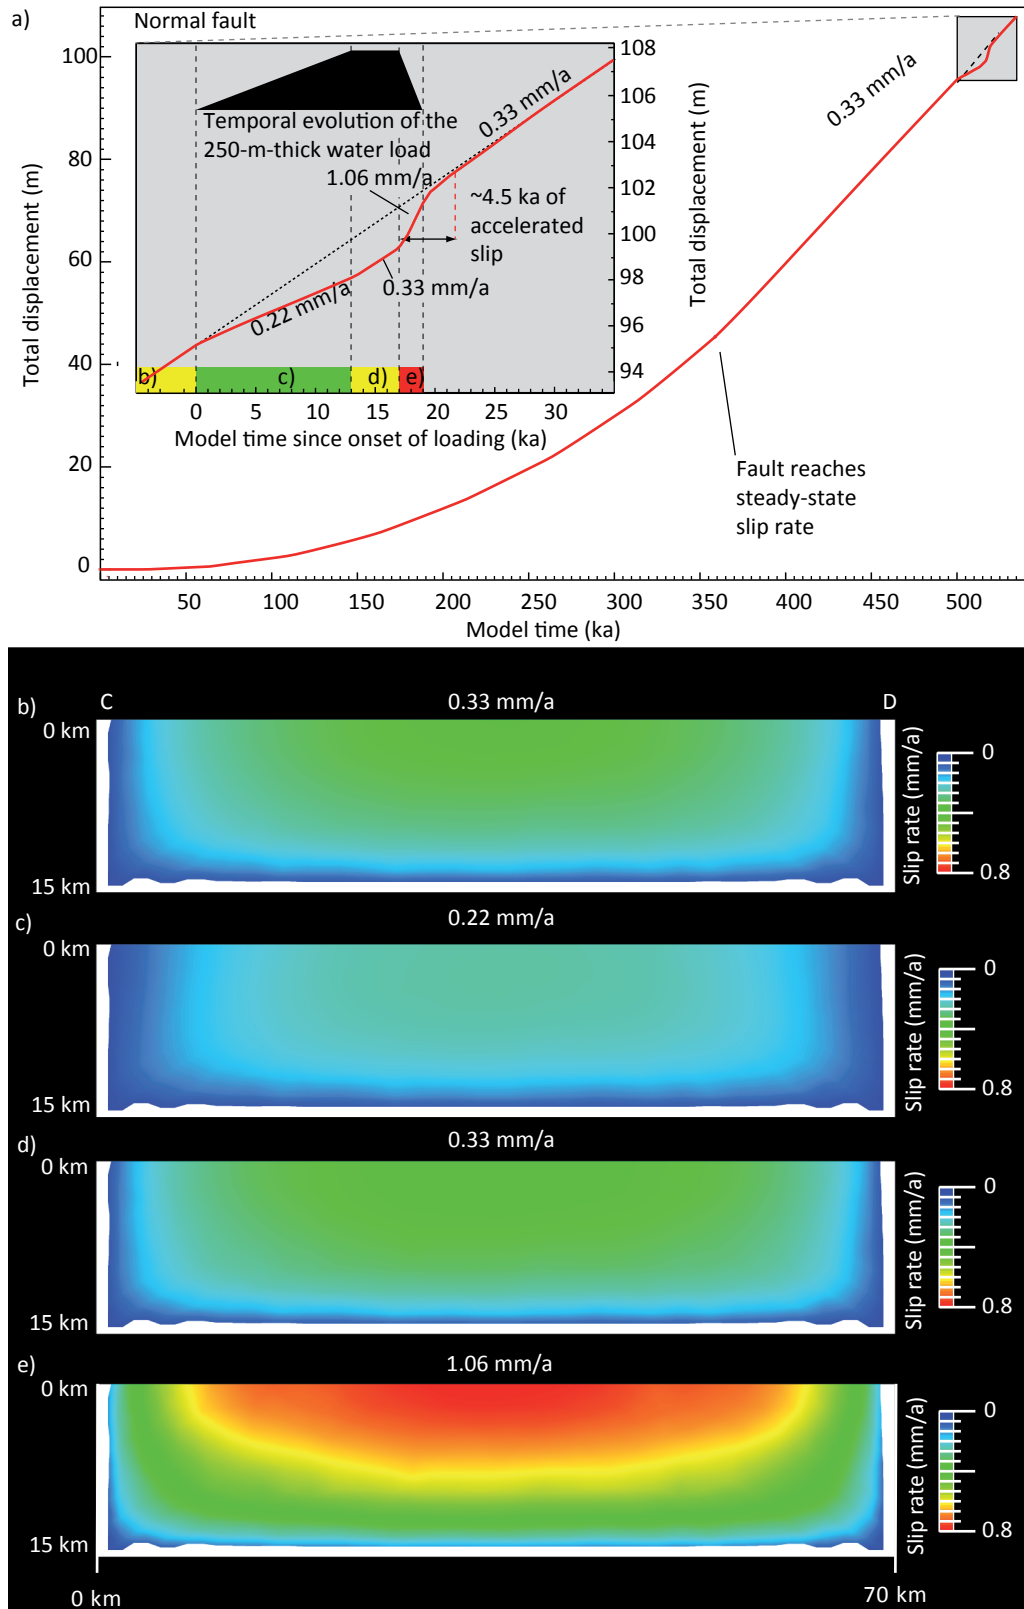 a)
Normal fault
Total displacement (m)
100
80
60
40
20
0
50
100
150
200
250
300
350
400
450
500
Model time (ka)
0.33 mm/a
Fault reaches
steady-state
slip rate
Temporal evolution of the
250-m-thick water load
1.06 mm/a
0.33 mm/a
~4.5 ka of
accelerated
slip
0.33 mm/a
0.22 mm/a
b)
c)
d)
e)
0
5
10
15
20
25
30
Model time since onset of loading (ka)
108
106
104
102
100
98
96
94
Total displacement (m)
b)
C
0.33 mm/a
D
0 km
15 km
Slip rate (mm/a)
0
0.8
c)
0.22 mm/a
0 km
15 km
Slip rate (mm/a)
0
0.8
d)
0.33 mm/a
0 km
15 km
Slip rate (mm/a)
0
0.8
e)
1.06 mm/a
0 km
15 km
Slip rate (mm/a)
0
0.8
0 km
70 km